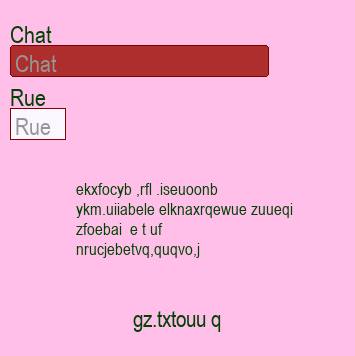 Chat
Chat
Rue
Rue
ekxfocyb ,rfl .iseuoonb
ykm.uiiabele elknaxrqewue zuueqi
zfoebai  e t uf
nrucjebetvq,quqvo,j
gz.txtouu q